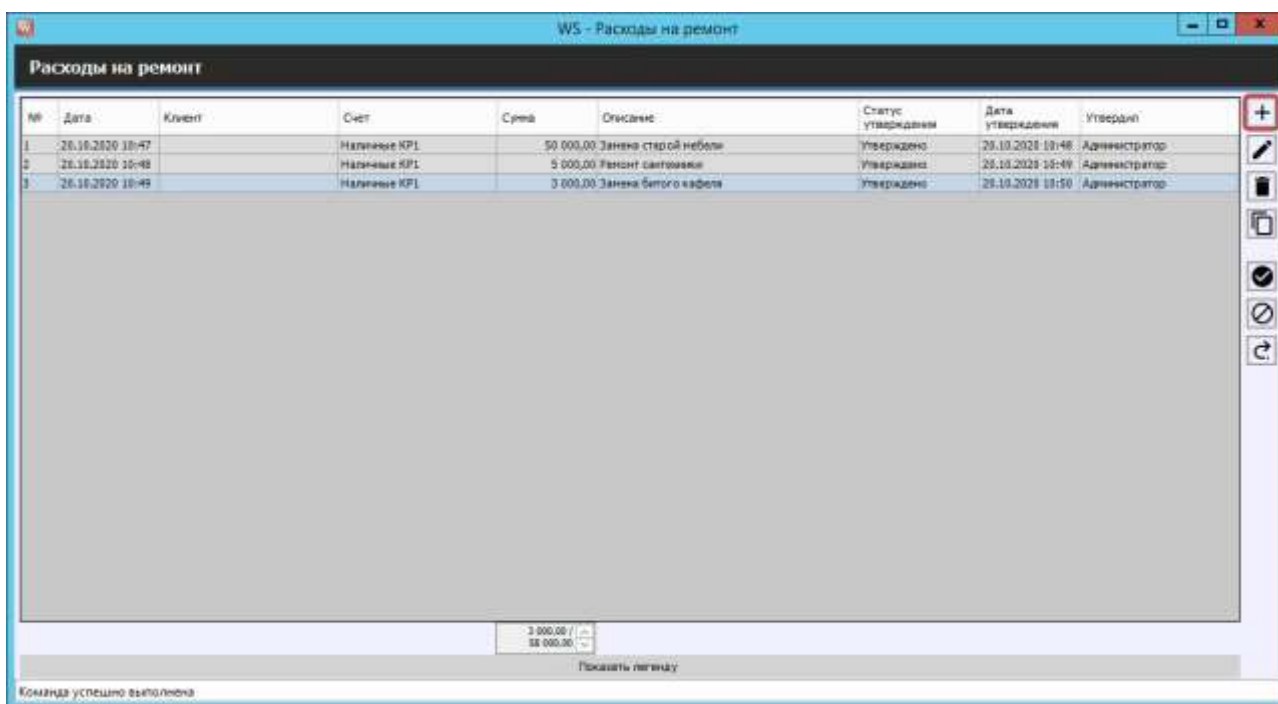 WS - Расходы на ремонт
Расходы на ремонт
№ Дата Клиент Счет Сумма Описание Статус утверждения Дата утверждения Утвердил
1 20.10.2020 10:47 Наличные КР1 50 000,00 Замена старой мебели Утверждено 20.10.2020 10:48 Администратор
2 20.10.2020 10:48 Наличные КР1 5 000,00 Ремонт сантехники Утверждено 20.10.2020 10:49 Администратор
3 20.10.2020 10:49 Наличные КР1 3 000,00 Замена битого кафеля Утверждено 20.10.2020 10:50 Администратор
3 000,00 /
58 000,00
Показать легенду
Команда успешно выполнена